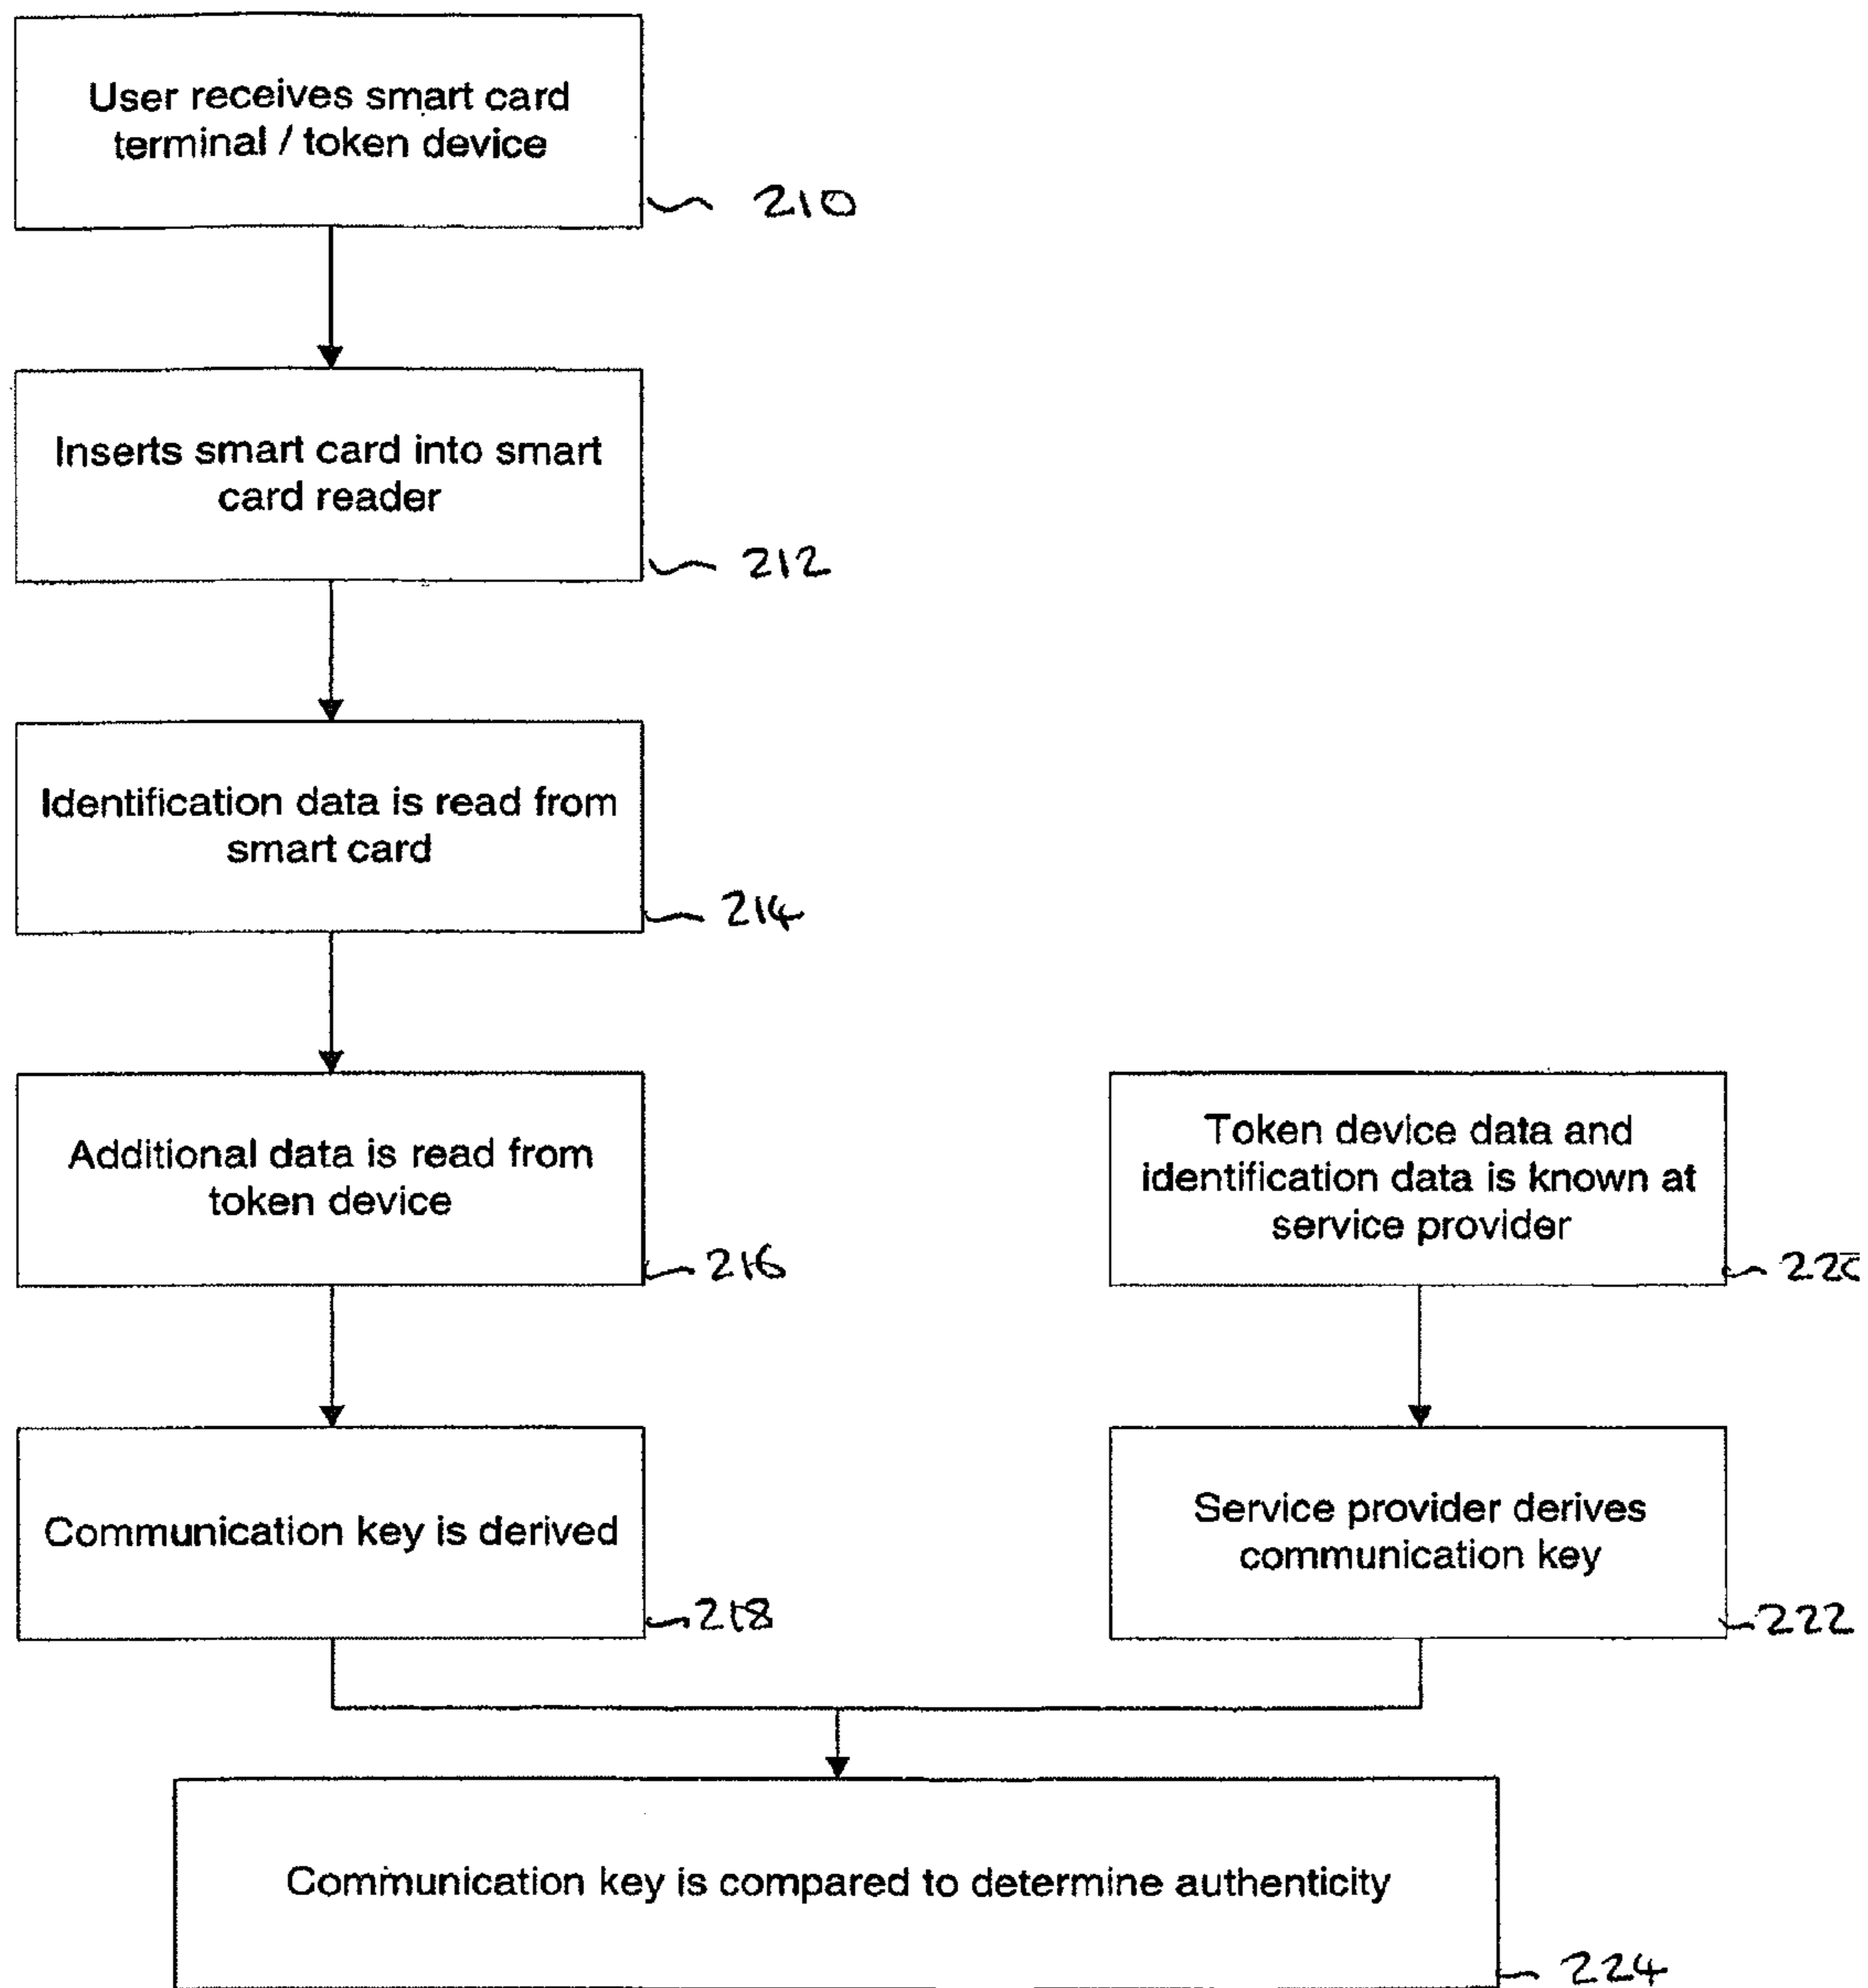 User receives smart card
terminal / token device
210
Inserts smart card into smart
card reader
212
Identification data is read from
smart card
214
Additional data is read from
token device
216
Token device data and
identification data is known at
service provider
Communication key is derived
218
Service provider derives
communication key
222
Communication key is compared to determine authenticity
224